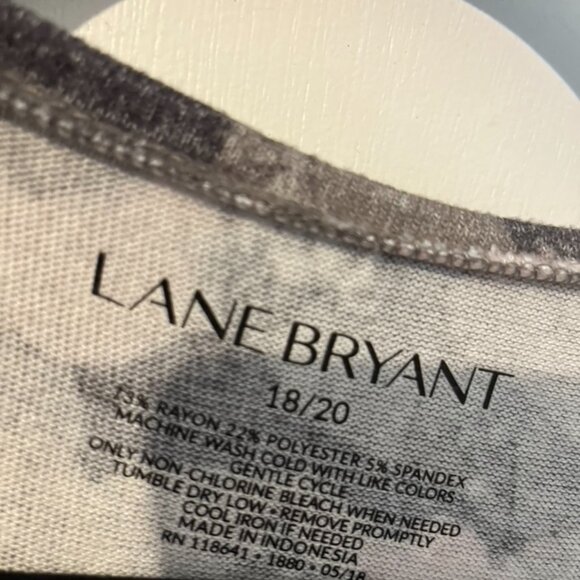 LANE BRYANT
18/20
73% RAYON 22% POLYESTER 5% SPANDEX
MACHINE WASH COLD WITH LIKE COLORS
GENTLE CYCLE
ONLY NON-CHLORINE BLEACH WHEN NEEDED
TUMBLE DRY LOW • REMOVE PROMPTLY
COOL IRON IF NEEDED
MADE IN INDONESIA
RN 118641 • 1880 • 05/18